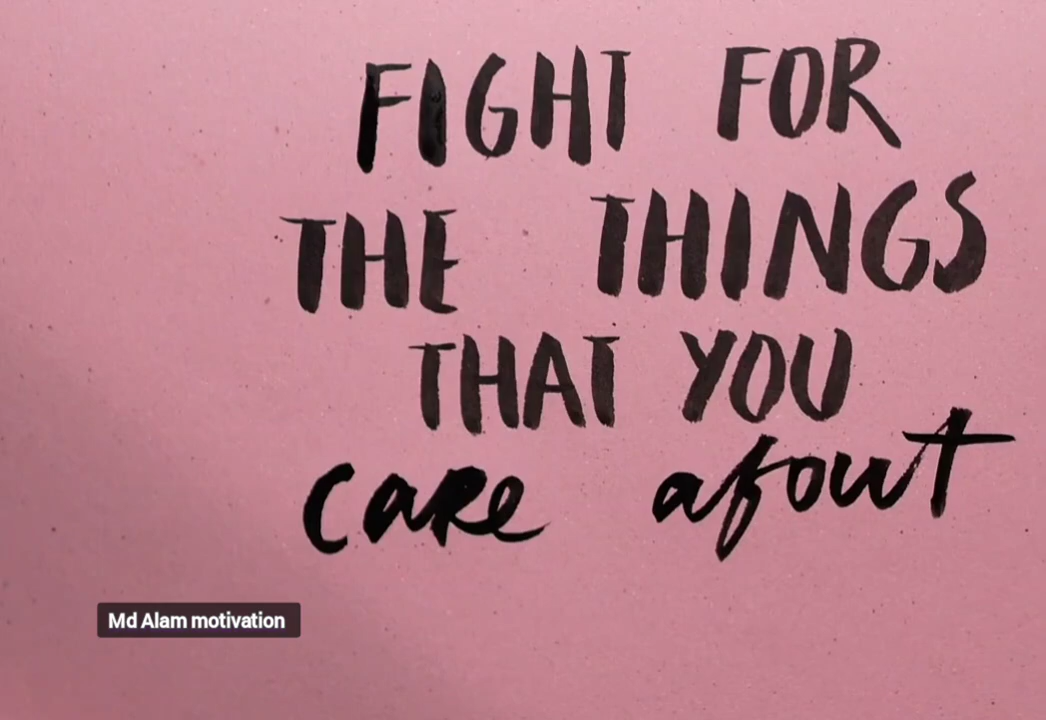 FIGHT FOR
THE THINGS
THAT YOU
care about
Md Alam motivation